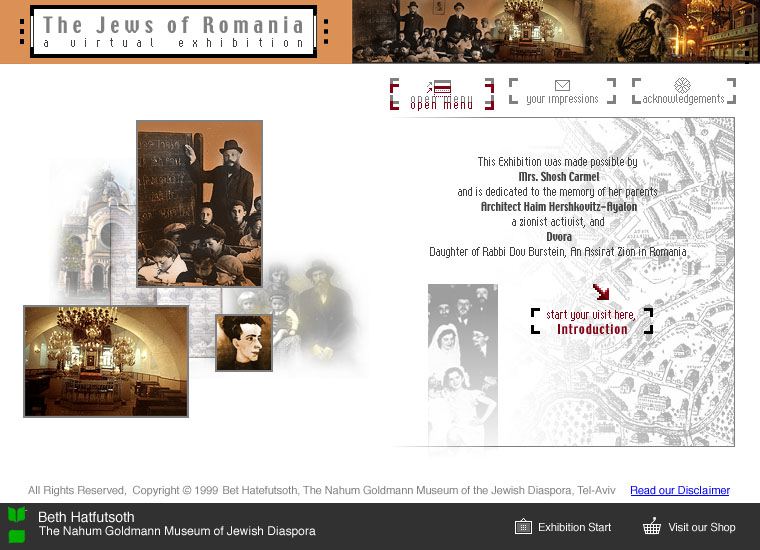 The Jews of Romania
a virtual exhibition
open menu
your impressions
acknowledgements
This Exhibition was made possible by
Mrs. Shosh Carmel
and is dedicated to the memory of her parents
Architect Haim Hershkovitz-Ayalon
a zionist activist, and
Dvora
Daughter of Rabbi Dov Burstein, An Assirat Zion in Romania
start your visit here,
Introduction
All Rights Reserved, Copyright © 1999 Bet Hatefutsoth, The Nahum Goldmann Museum of the Jewish Diaspora, Tel-Aviv Read our Disclaimer
Beth Hatfutsoth
The Nahum Goldmann Museum of Jewish Diaspora
Exhibition Start
Visit our Shop